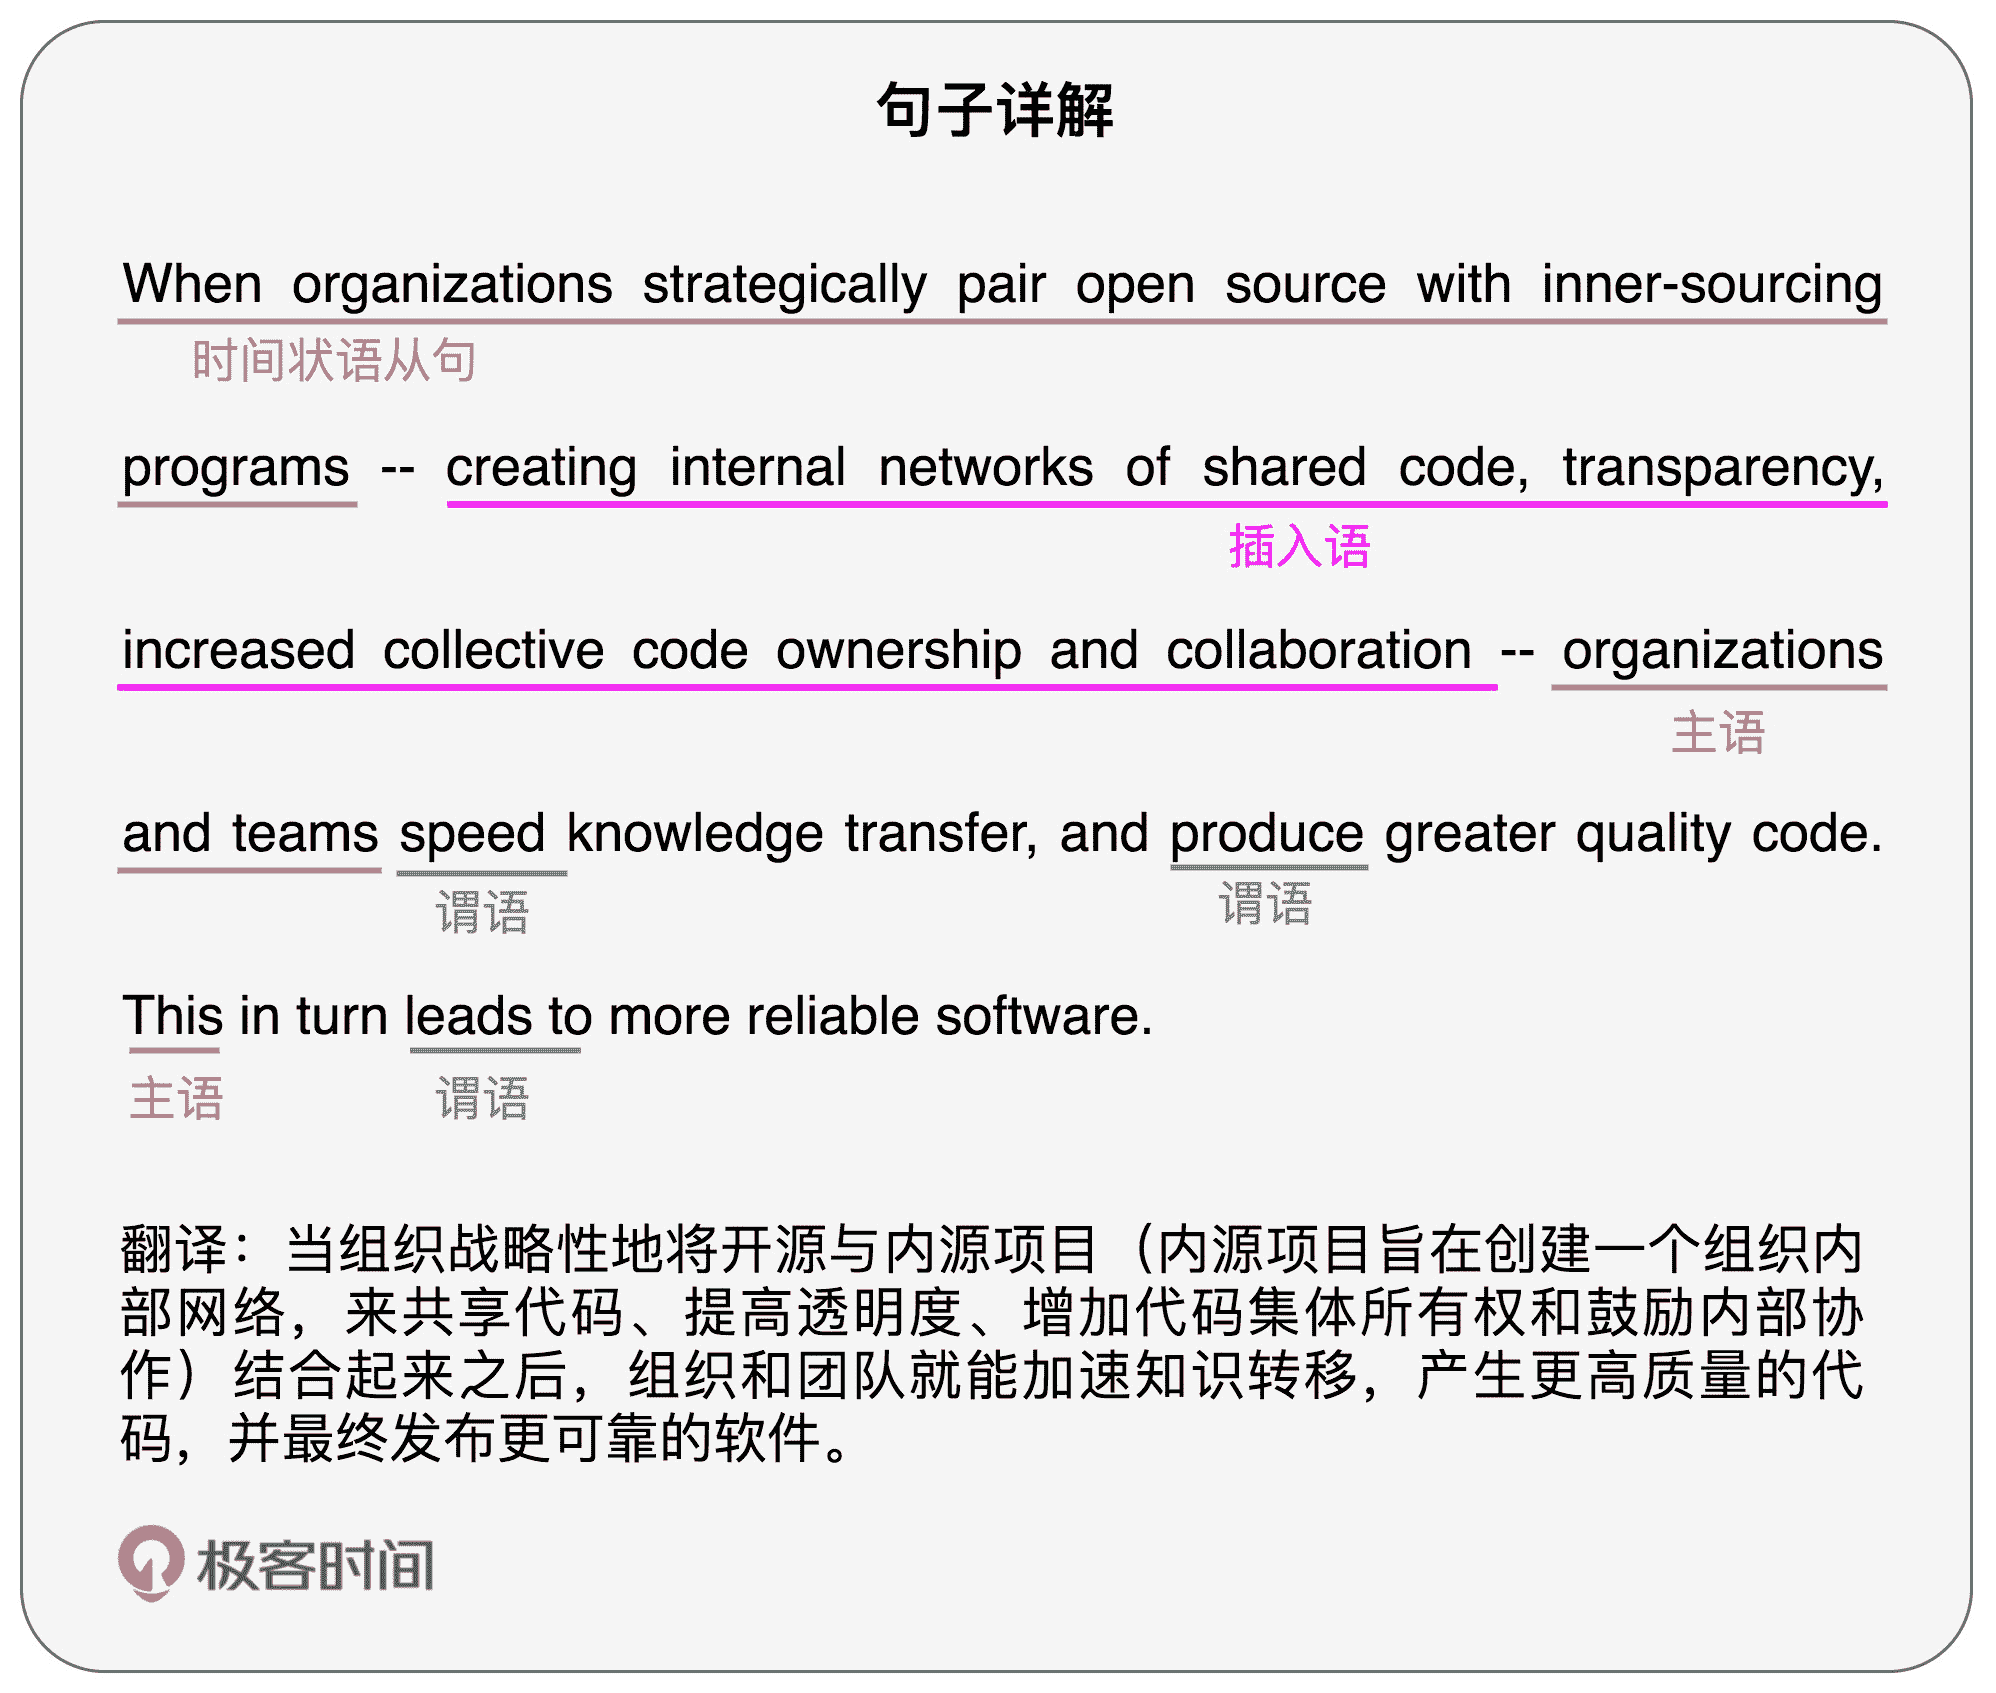 句子详解
When organizations strategically pair open source with inner-sourcing
时间状语从句
programs -- creating internal networks of shared code, transparency,
插入语
increased collective code ownership and collaboration -- organizations
主语
and teams speed knowledge transfer, and produce greater quality code.
谓语 谓语
This in turn leads to more reliable software.
主语 谓语
翻译：当组织战略性地将开源与内源项目（内源项目旨在创建一个组织内
部网络，来共享代码、提高透明度、增加代码集体所有权和鼓励内部协
作）结合起来之后，组织和团队就能加速知识转移，产生更高质量的代
码，并最终发布更可靠的软件。
极客时间